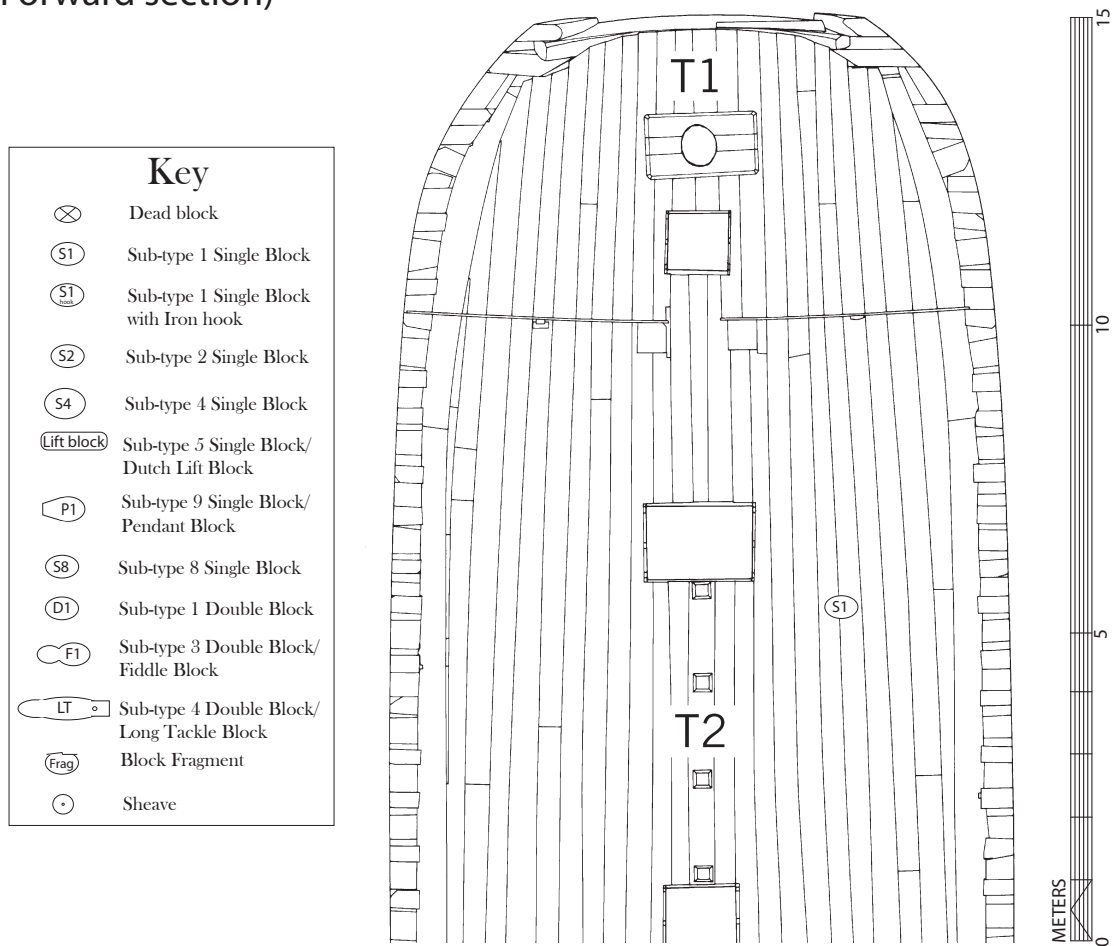 Forward section)
Key
Dead block
S1
Sub-type 1 Single Block
S1
hook
Sub-type 1 Single Block
with Iron hook
S2
Sub-type 2 Single Block
S4
Sub-type 4 Single Block
Lift block
Sub-type 5 Single Block/
Dutch Lift Block
P1
Sub-type 9 Single Block/
Pendant Block
S8
Sub-type 8 Single Block
D1
Sub-type 1 Double Block
F1
Sub-type 3 Double Block/
Fiddle Block
LT
Sub-type 4 Double Block/
Long Tackle Block
Frag
Block Fragment
Sheave
T1
S1
T2
15
10
5
0
METERS